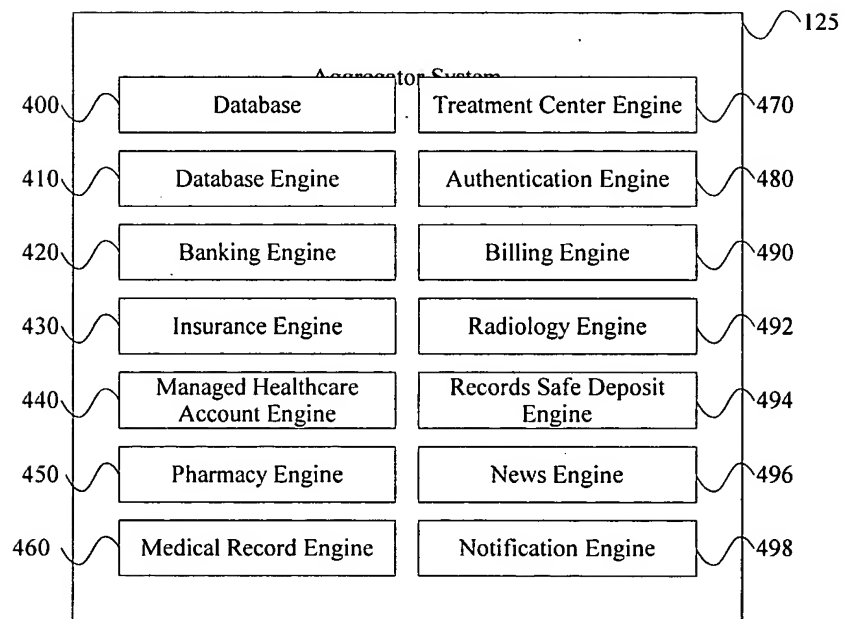 125
Aggregator System
400 Database Treatment Center Engine 470
410 Database Engine Authentication Engine 480
420 Banking Engine Billing Engine 490
430 Insurance Engine Radiology Engine 492
440 Managed Healthcare Account Engine Records Safe Deposit Engine 494
450 Pharmacy Engine News Engine 496
460 Medical Record Engine Notification Engine 498